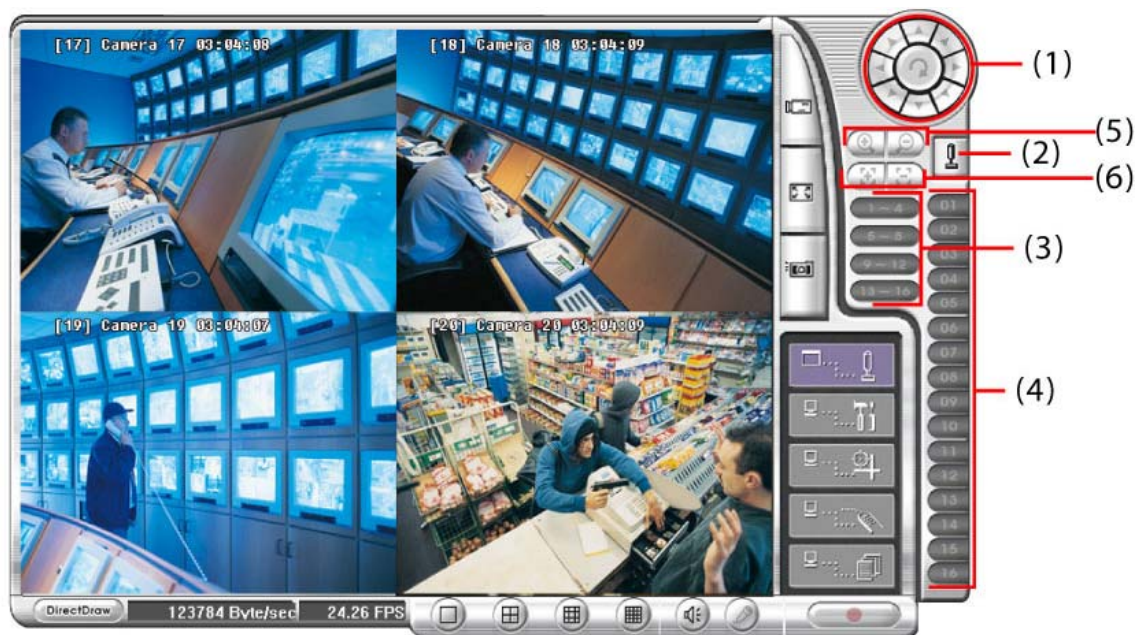 [17] Camera 17 03:04:08
[18] Camera 18 03:04:09
(1)
(5)
(2)
(6)
1 ~ 4
01
02
5 ~ 8
(3)
03
9 ~ 12
04
13 ~ 16
05
[19] Camera 19 03:04:07
[20] Camera 20 03:04:09
06
07
08
(4)
09
10
11
12
13
14
15
16
DirectDraw
123784 Byte/sec
24.26 FPS